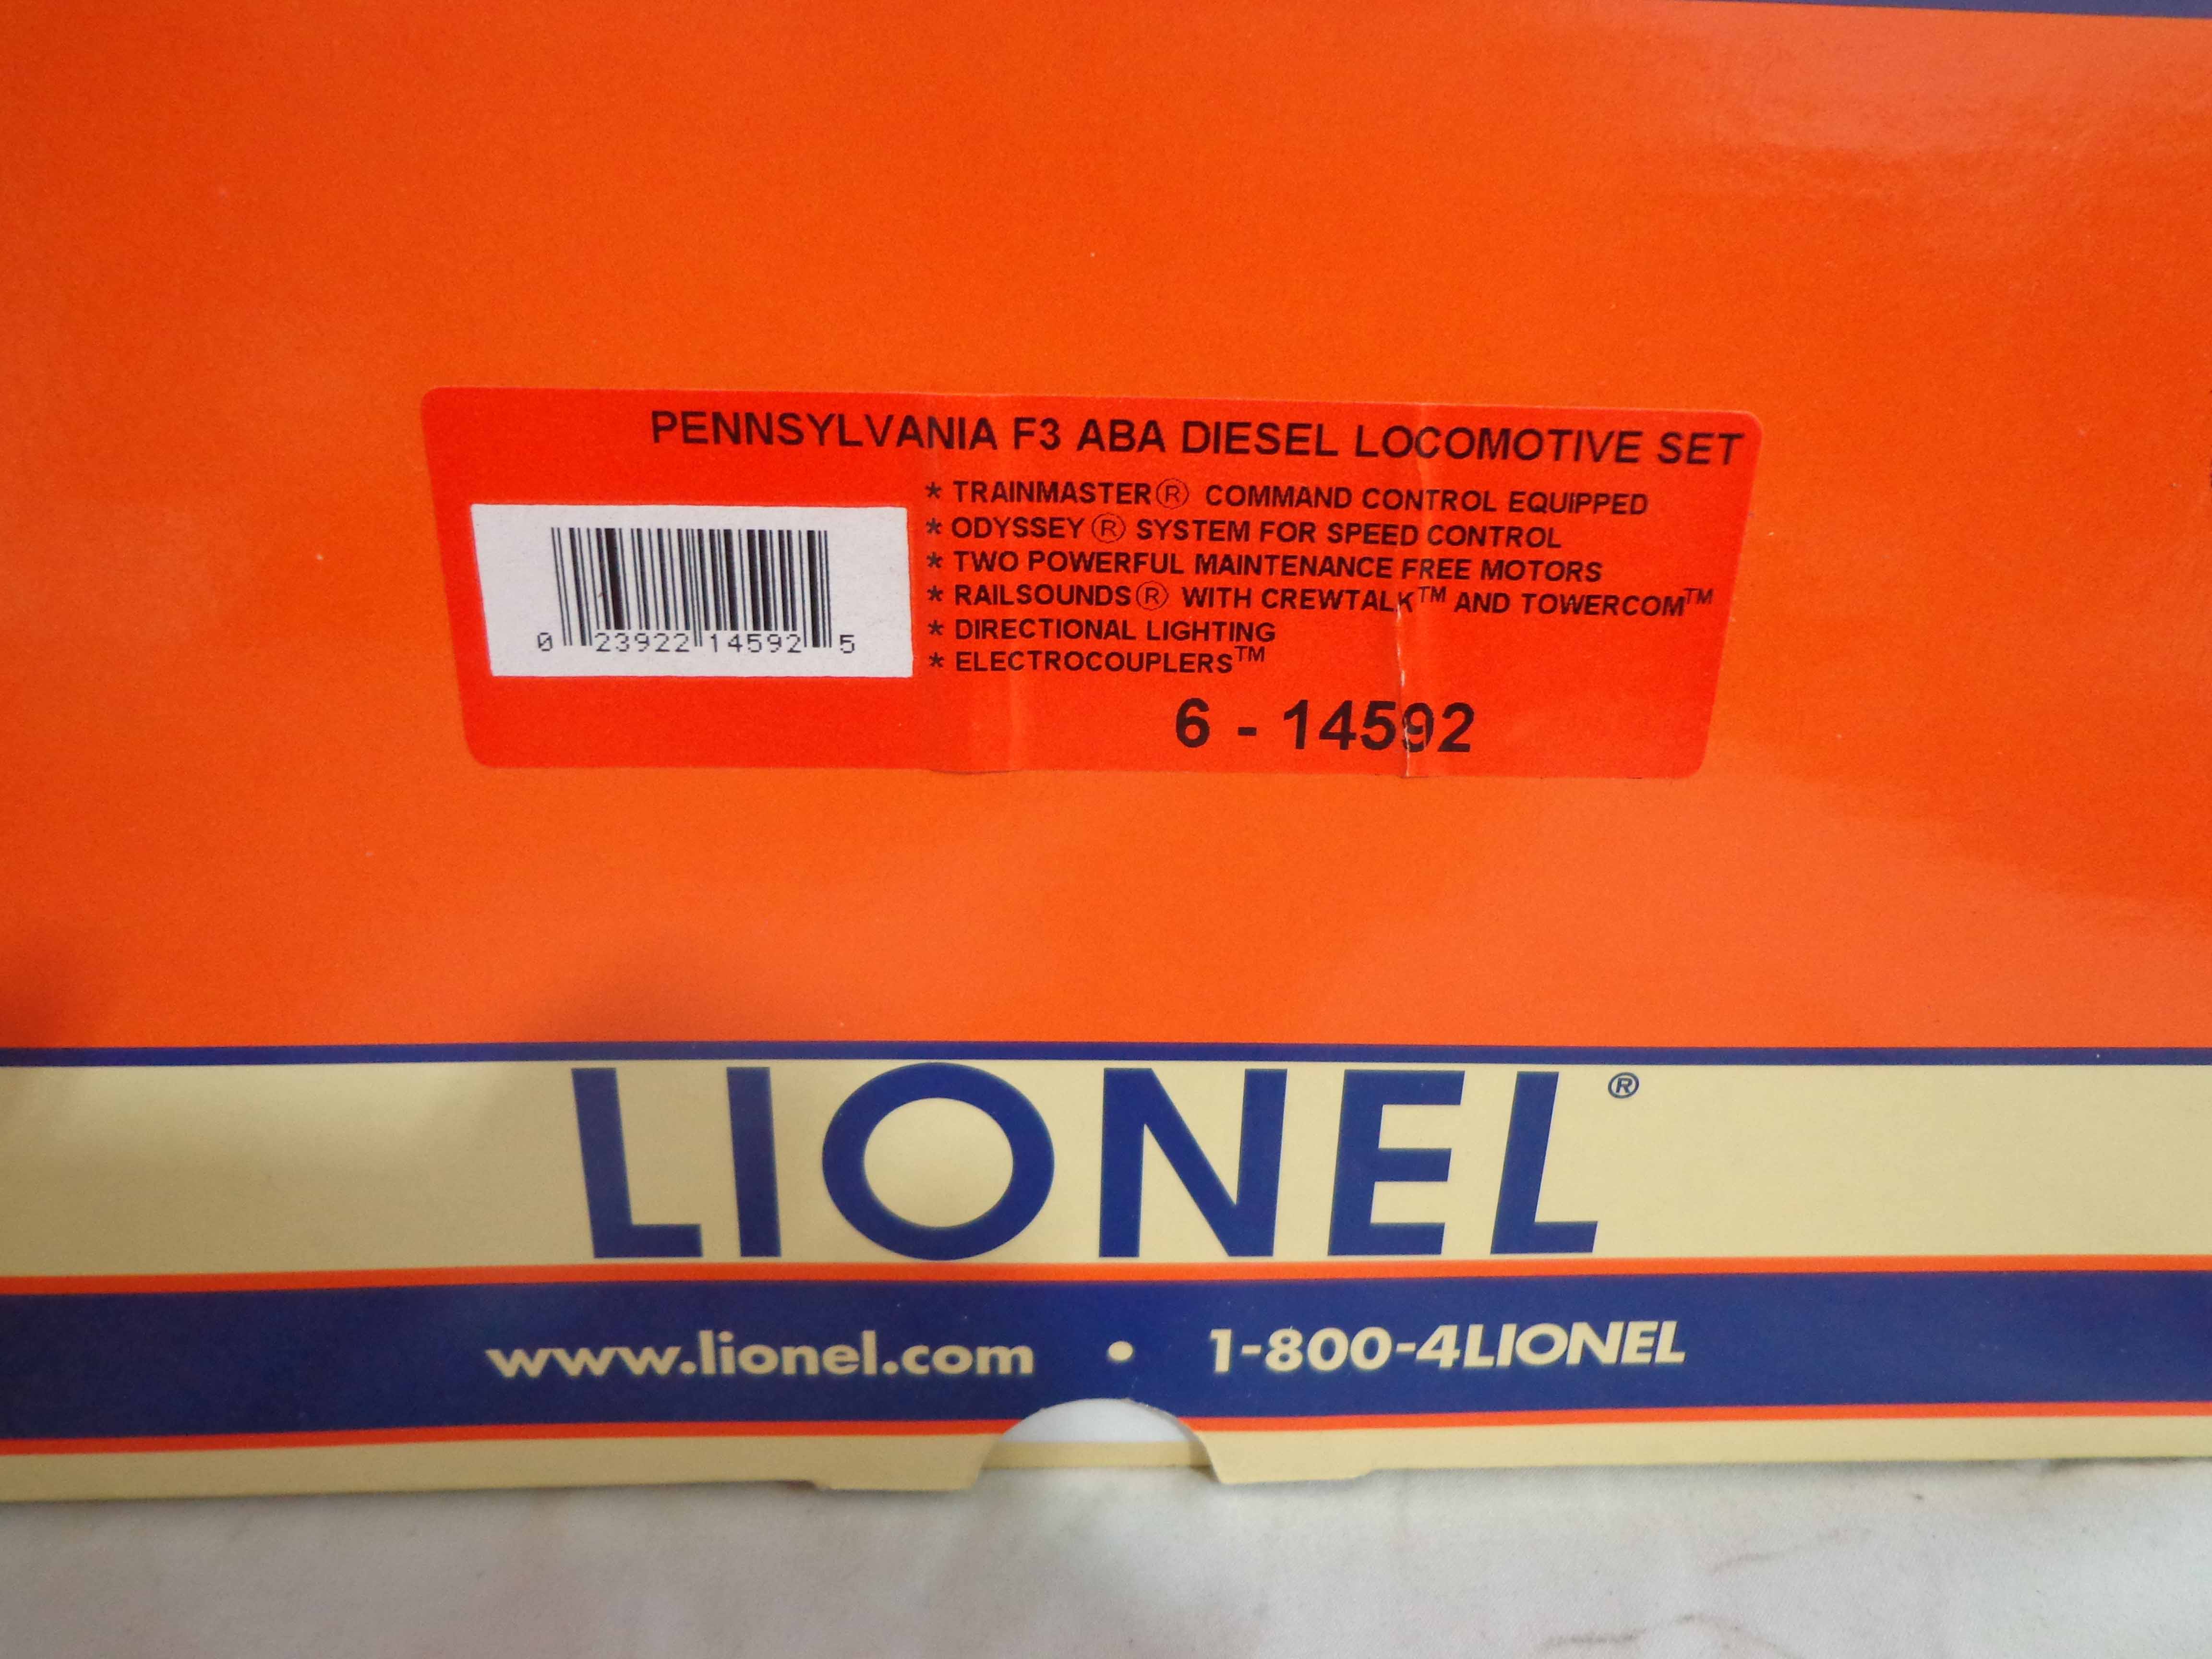 PENNSYLVANIA F3 ABA DIESEL LOCOMOTIVE SET
* TRAINMASTER® COMMAND CONTROL EQUIPPED
* ODYSSEY® SYSTEM FOR SPEED CONTROL
* TWO POWERFUL MAINTENANCE FREE MOTORS
* RAILSOUNDS® WITH CREWTALK™ AND TOWERCOM™
* DIRECTIONAL LIGHTING
* ELECTROCOUPLERS™
0 23922 14592 5
6 - 14592
LIONEL®
www.lionel.com • 1-800-4LIONEL